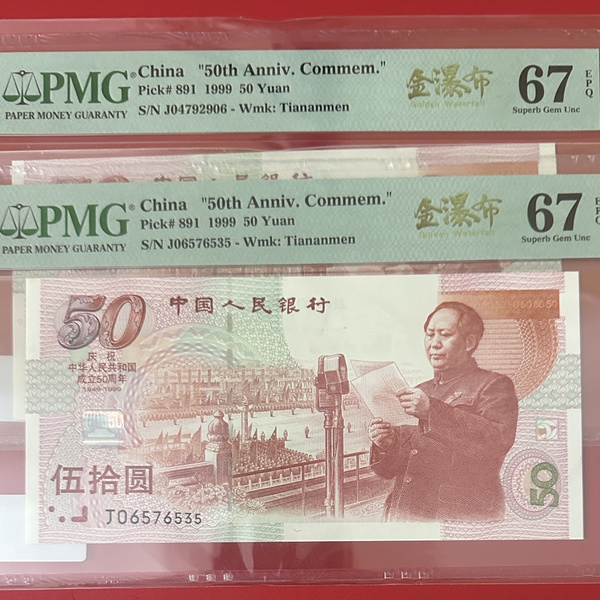 PMG® China "50th Anniv. Commem."
Pick# 891 1999 50 Yuan
PAPER MONEY GUARANTY S/N J04792906 - Wmk: Tiananmen
金瀑布
Golden Waterfall
67 EPQ
Superb Gem Unc
PMG® China "50th Anniv. Commem."
Pick# 891 1999 50 Yuan
PAPER MONEY GUARANTY S/N J06576535 - Wmk: Tiananmen
金瀑布
Golden Waterfall
67 EPQ
Superb Gem Unc
50 中国人民银行
庆祝
中华人民共和国
成立50周年
1949-1999
伍拾圆
J06576535
50